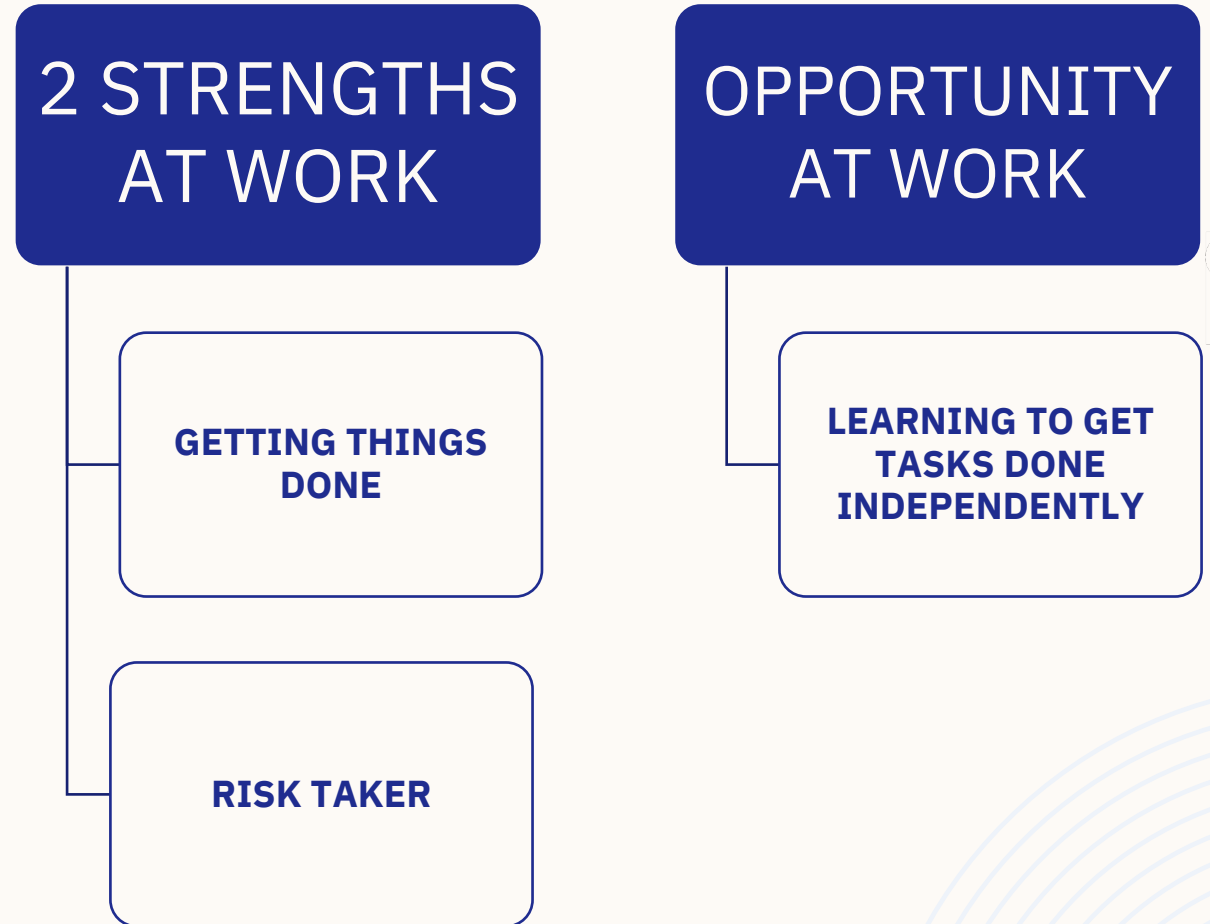 2 STRENGTHS
AT WORK
GETTING THINGS
DONE
RISK TAKER
OPPORTUNITY
AT WORK
LEARNING TO GET
TASKS DONE
INDEPENDENTLY